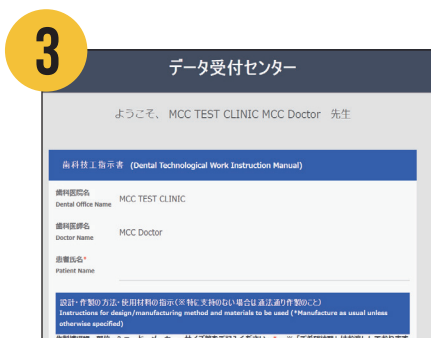 3
データ受付センター
ようこそ、 MCC TEST CLINIC MCC Doctor 先生
歯科技工指示書 (Dental Technological Work Instruction Manual)
歯科医院名
Dental Office Name
MCC TEST CLINIC
歯科医師名
Doctor Name
MCC Doctor
患者氏名*
Patient Name
設計・作製の方法・使用材料の指示(※特に支持のない場合は通法通り作製のこと)
Instructions for design/manufacturing method and materials to be used (*Manufacture as usual unless
otherwise specified)